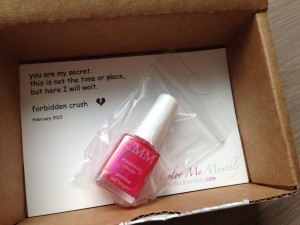 you are my secret.
this is not the time or place,
but here I will wait.
forbidden crush
February 2013
CMM
Color Me Monthly